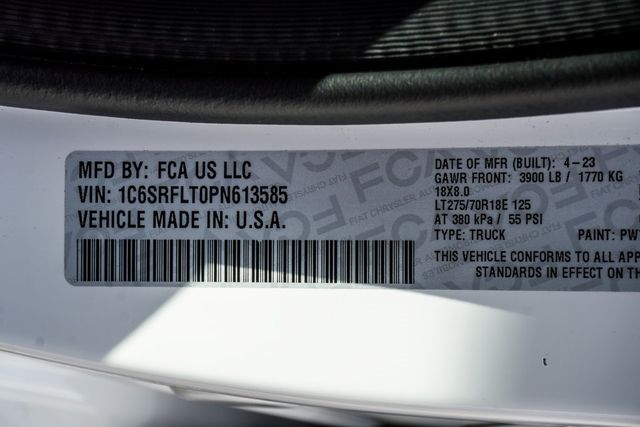 MFD BY: FCA US LLC
VIN: 1C6SRFLT0PN613585
VEHICLE MADE IN: U.S.A.
DATE OF MFR (BUILT): 4-23
GAWR FRONT: 3900 LB / 1770 KG
18X8.0
LT275/70R18E 125
AT 380 kPa / 55 PSI
TYPE: TRUCK PAINT: PW
THIS VEHICLE CONFORMS TO ALL APP
STANDARDS IN EFFECT ON TH